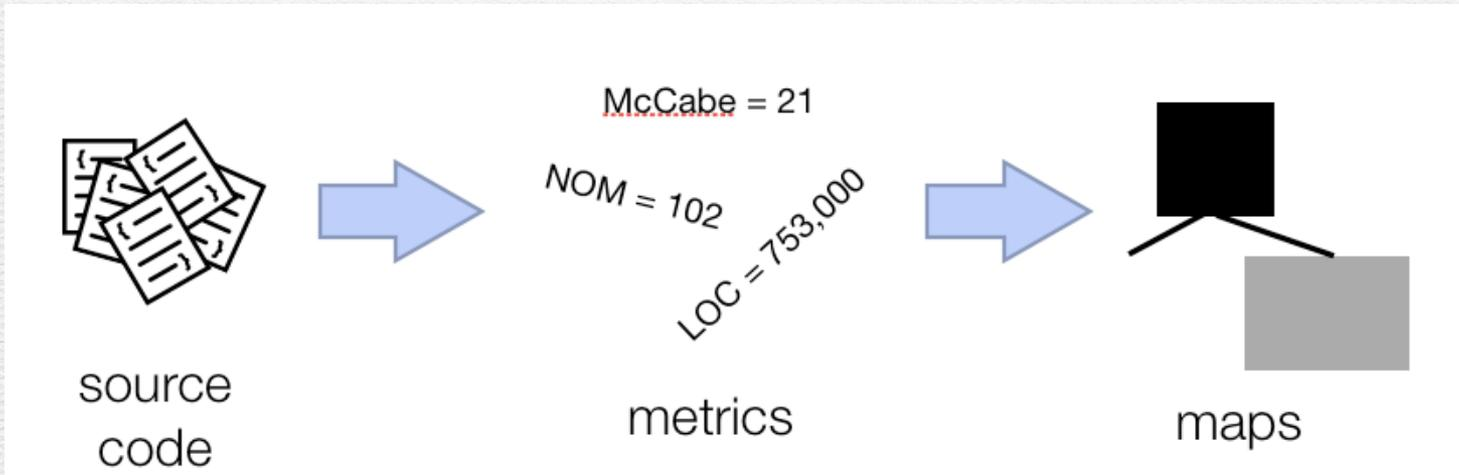 McCabe = 21
NOM = 102
LOC = 753,000
source
code
metrics
maps